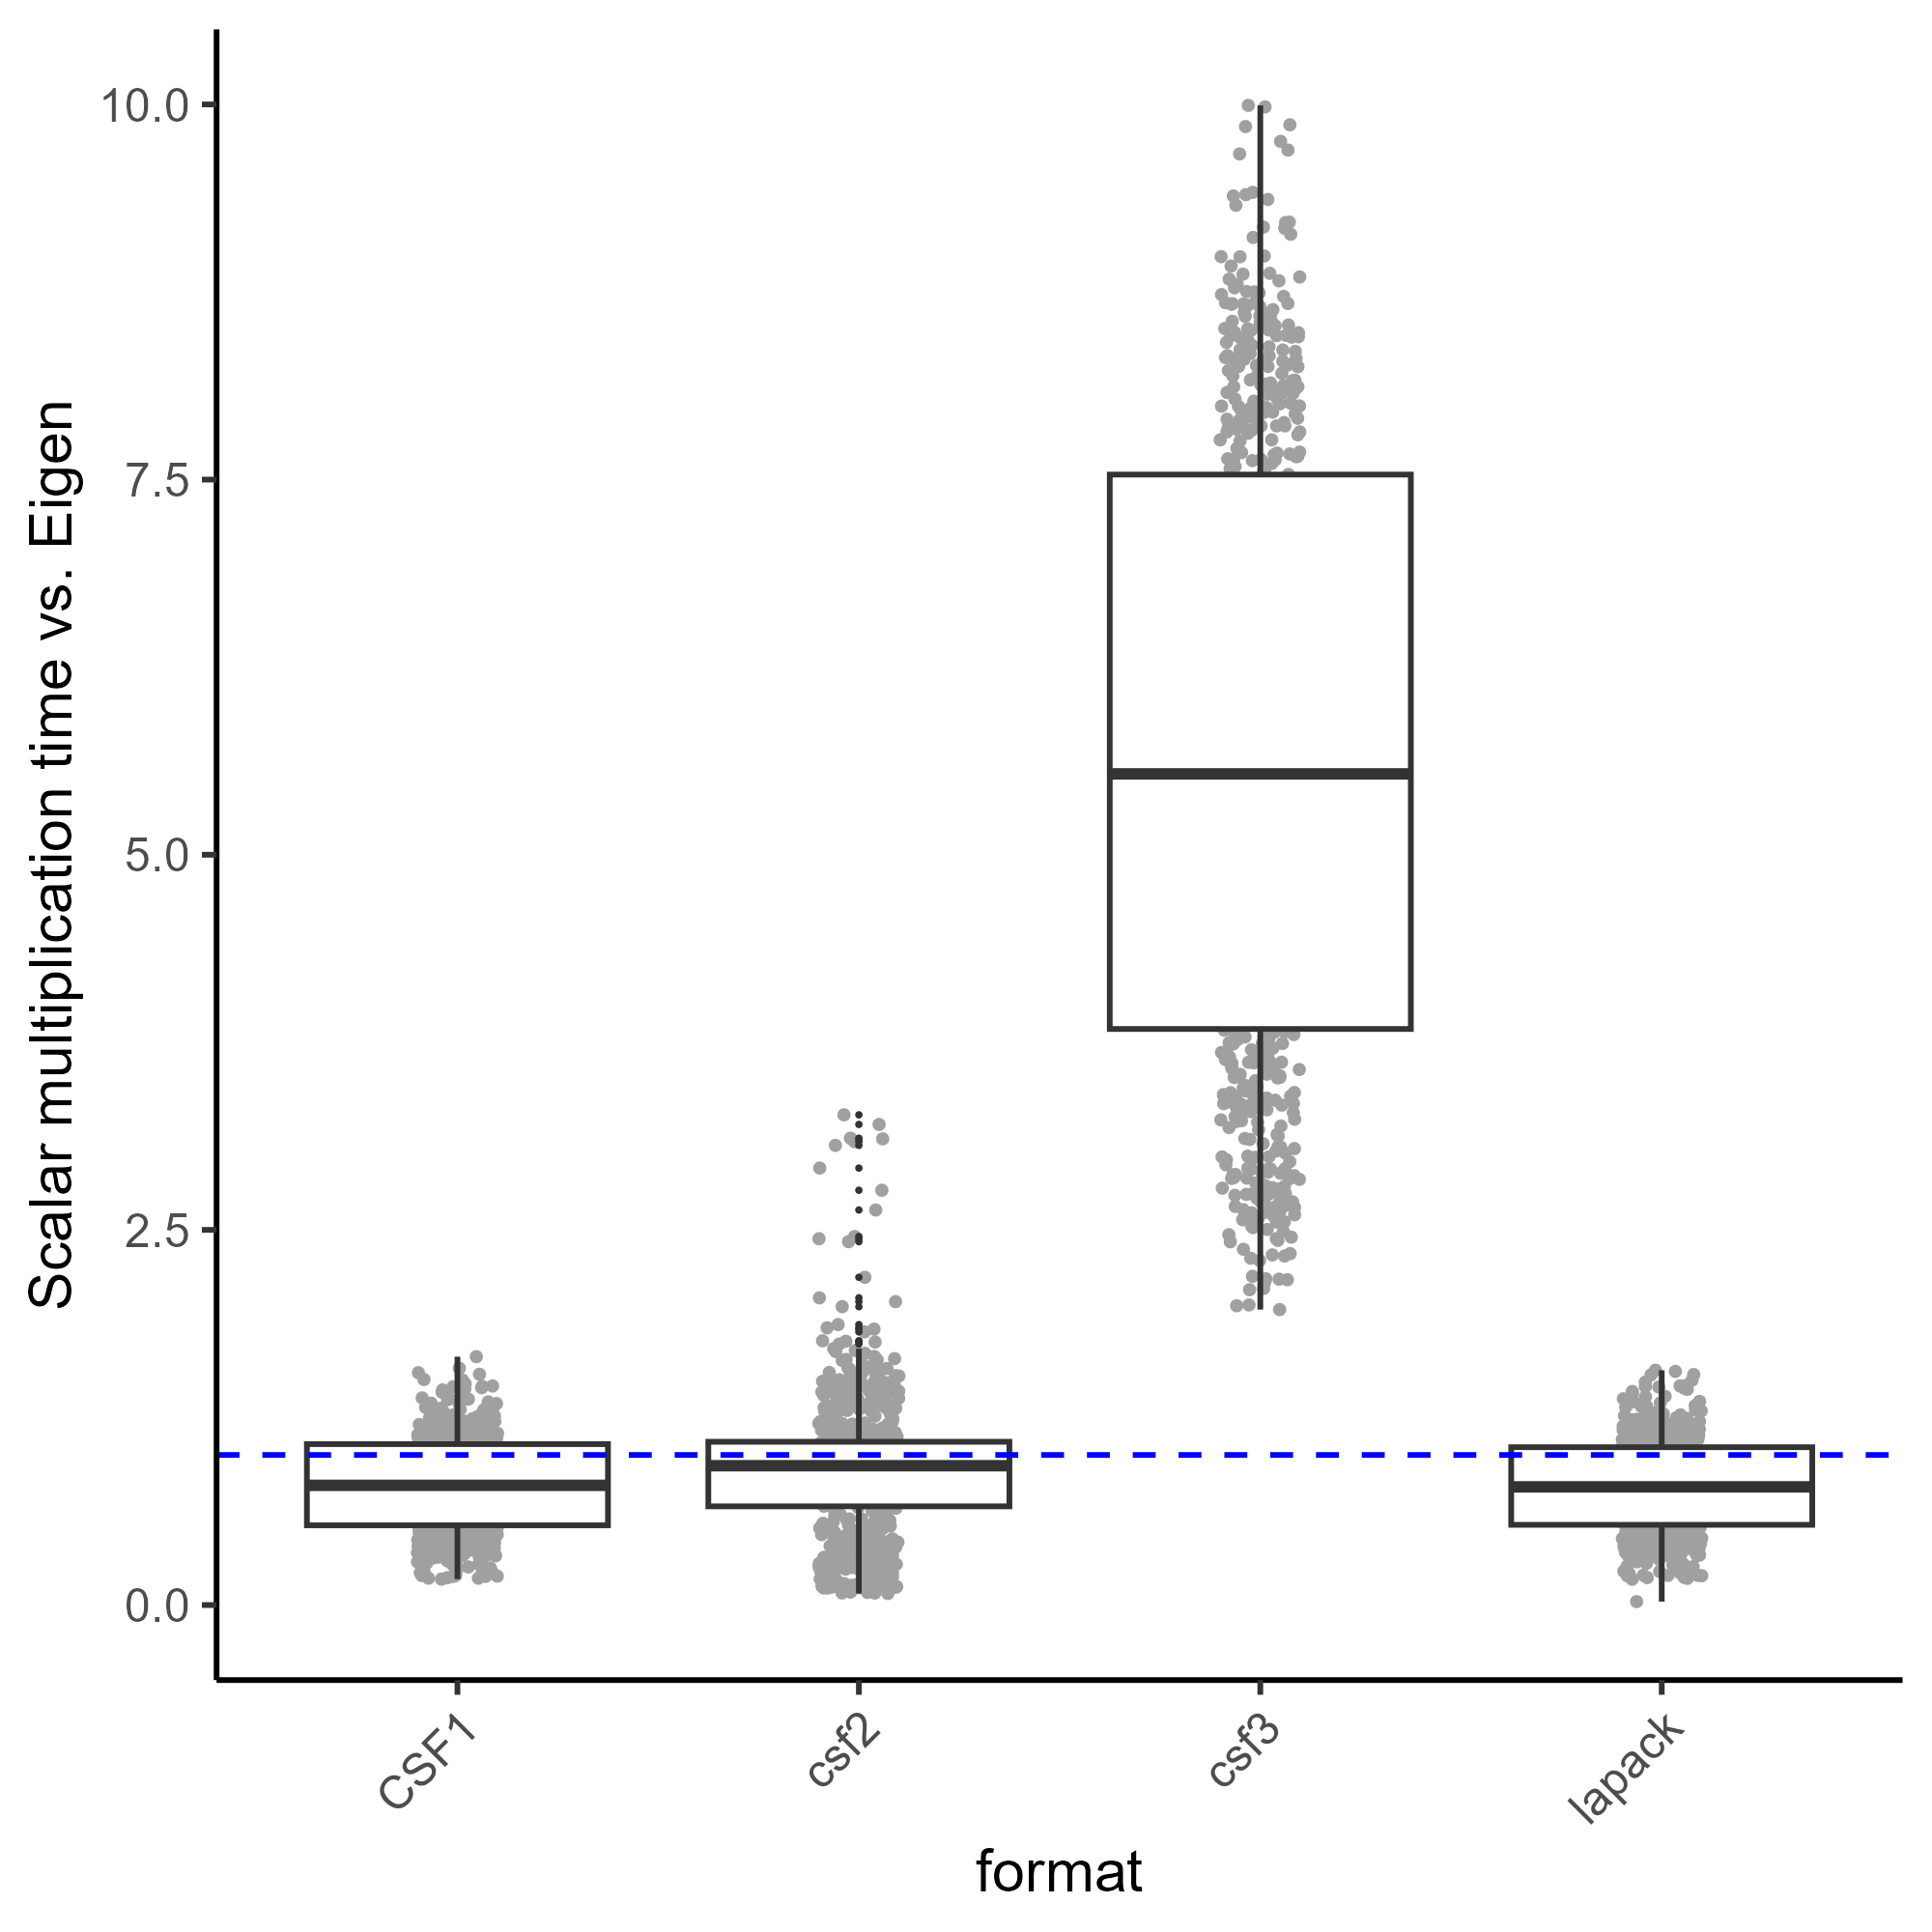 Scalar multiplication time vs. Eigen
10.0
7.5
5.0
2.5
0.0
CSF1
csf2
csf3
lapack
format